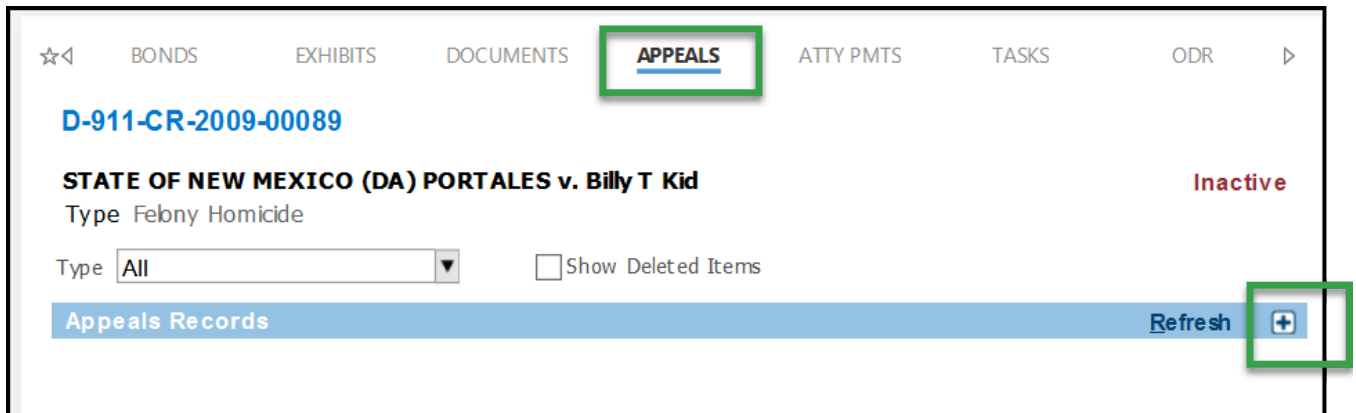 BONDS EXHIBITS DOCUMENTS APPEALS ATTY PMTS TASKS ODR
D-911-CR-2009-00089
STATE OF NEW MEXICO (DA) PORTALES v. Billy T Kid Inactive
Type Felony Homicide
Type All Show Deleted Items
Appeals Records Refresh